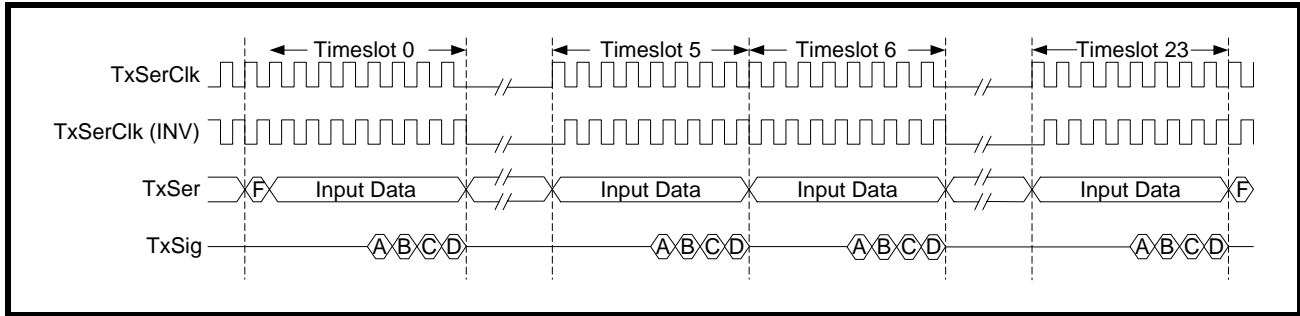 Timeslot 0 Timeslot 5 Timeslot 6 Timeslot 23
TxSerClk
TxSerClk (INV)
TxSer F Input Data Input Data Input Data Input Data F
TxSig A B C D A B C D A B C D A B C D